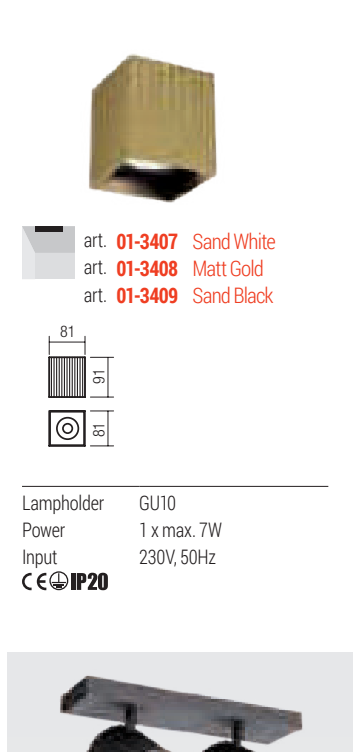 art. 01-3407 Sand White
art. 01-3408 Matt Gold
art. 01-3409 Sand Black
81
91
81
Lampholder GU10
Power 1 x max. 7W
Input 230V, 50Hz
CE IP20